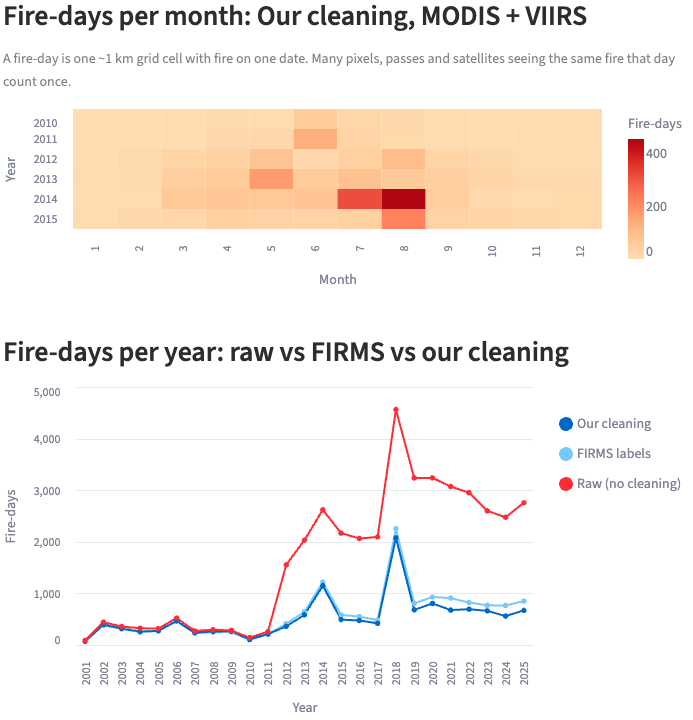 Fire-days per month: Our cleaning, MODIS + VIIRS
A fire-day is one ~1 km grid cell with fire on one date. Many pixels, passes and satellites seeing the same fire that day
count once.
Fire-days
400
200
0
Year
2010
2011
2012
2013
2014
2015
1 2 3 4 5 6 7 8 9 10 11 12
Month
Fire-days per year: raw vs FIRMS vs our cleaning
Fire-days
5,000
4,000
3,000
2,000
1,000
0
Our cleaning
FIRMS labels
Raw (no cleaning)
2001 2002 2003 2004 2005 2006 2007 2008 2009 2010 2011 2012 2013 2014 2015 2016 2017 2018 2019 2020 2021 2022 2023 2024 2025
Year